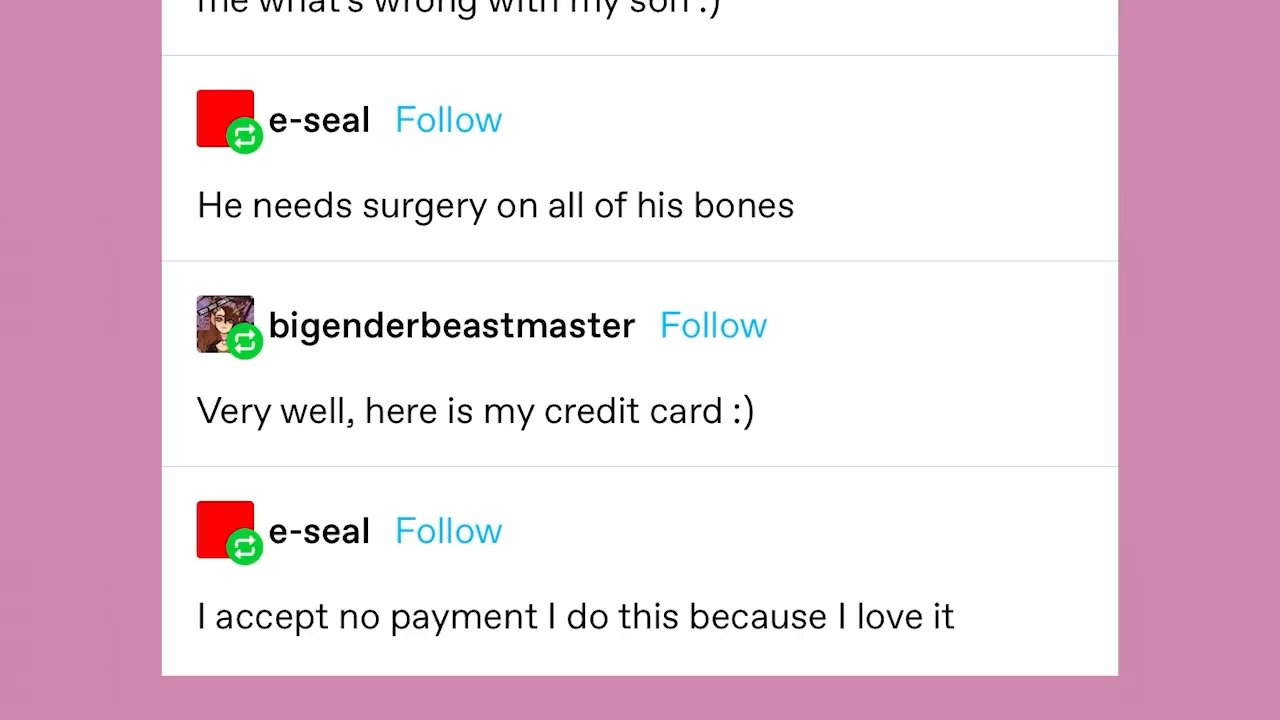 me what's wrong with my son :)
e-seal Follow
He needs surgery on all of his bones
bigenderbeastmaster Follow
Very well, here is my credit card :)
e-seal Follow
I accept no payment I do this because I love it